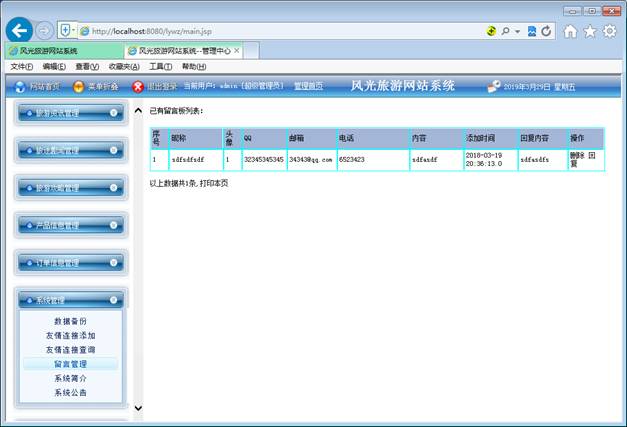 http://localhost:8080/lywz/main.jsp
风光旅游网站系统
风光旅游网站系统--管理中心
文件(F) 编辑(E) 查看(V) 收藏夹(A) 工具(T) 帮助(H)
网站首页 菜单折叠 退出登录 当前用户: admin [超级管理员] 管理首页 风光旅游网站系统 2019年3月29日 星期五
旅游资讯管理
旅游攻略管理
产品信息管理
订单信息管理
系统管理
数据备份
友情连接添加
友情连接查询
留言管理
系统简介
系统公告
已有留言板列表:
序号 昵称 头像 QQ 邮箱 电话 内容 添加时间 回复内容 操作
1 sdfsdfsdf 1 32345345345 34343@qq.com 6523423 sdfasdf 2018-03-19 20:36:13.0 sdfasdfs 删除 回复
以上数据共1条,打印本页